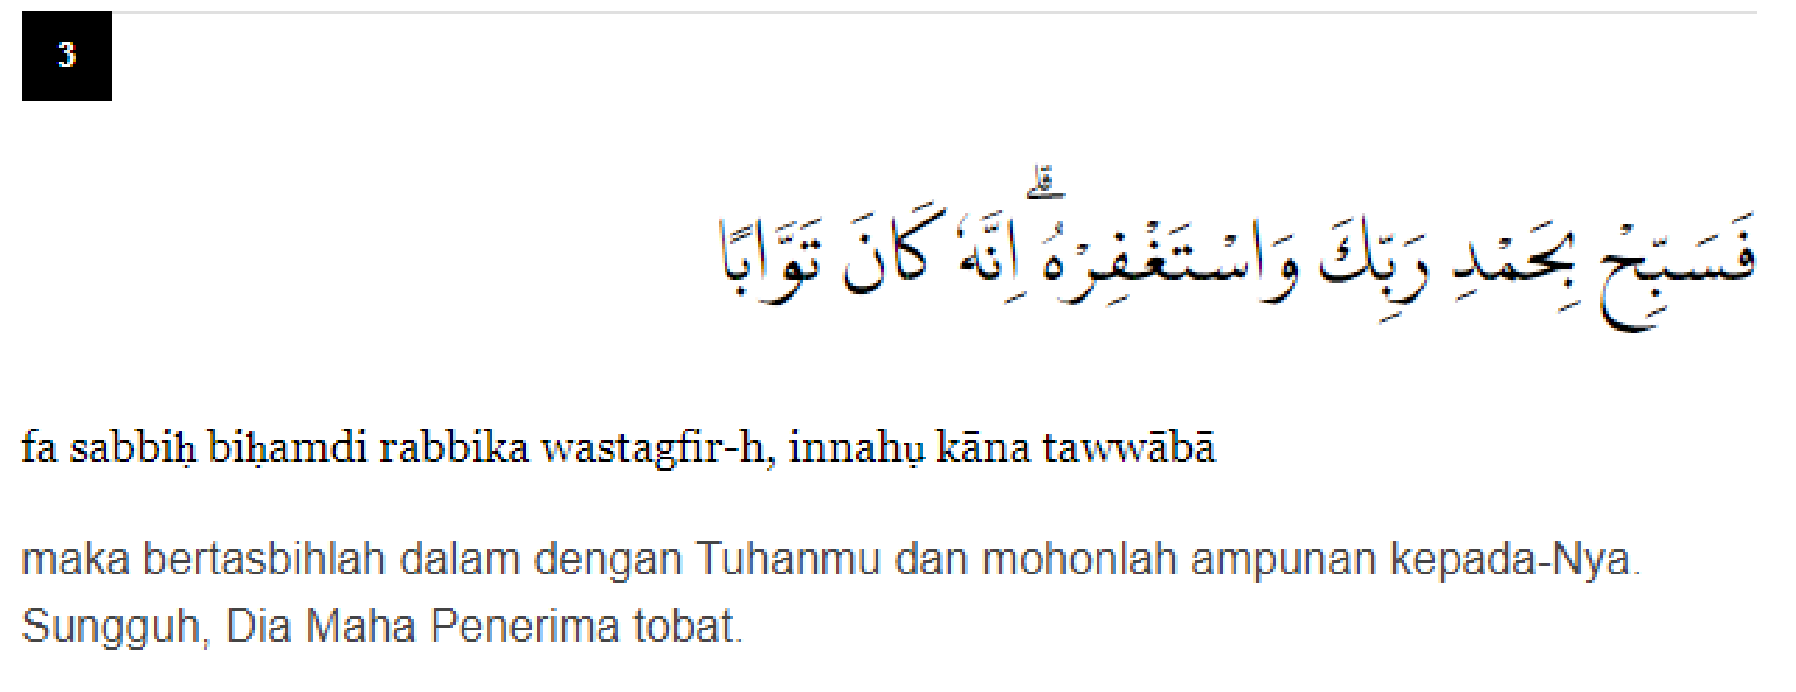 3
فَسَبِّحْ بِحَمْدِ رَبِّكَ وَاسْتَغْفِرْهُۗ اِنَّهٗ كَانَ تَوَّابًا
fa sabbiḥ biḥamdi rabbika wastagfir-h, innahụ kāna tawwābā
maka bertasbihlah dalam dengan Tuhanmu dan mohonlah ampunan kepada-Nya.
Sungguh, Dia Maha Penerima tobat.